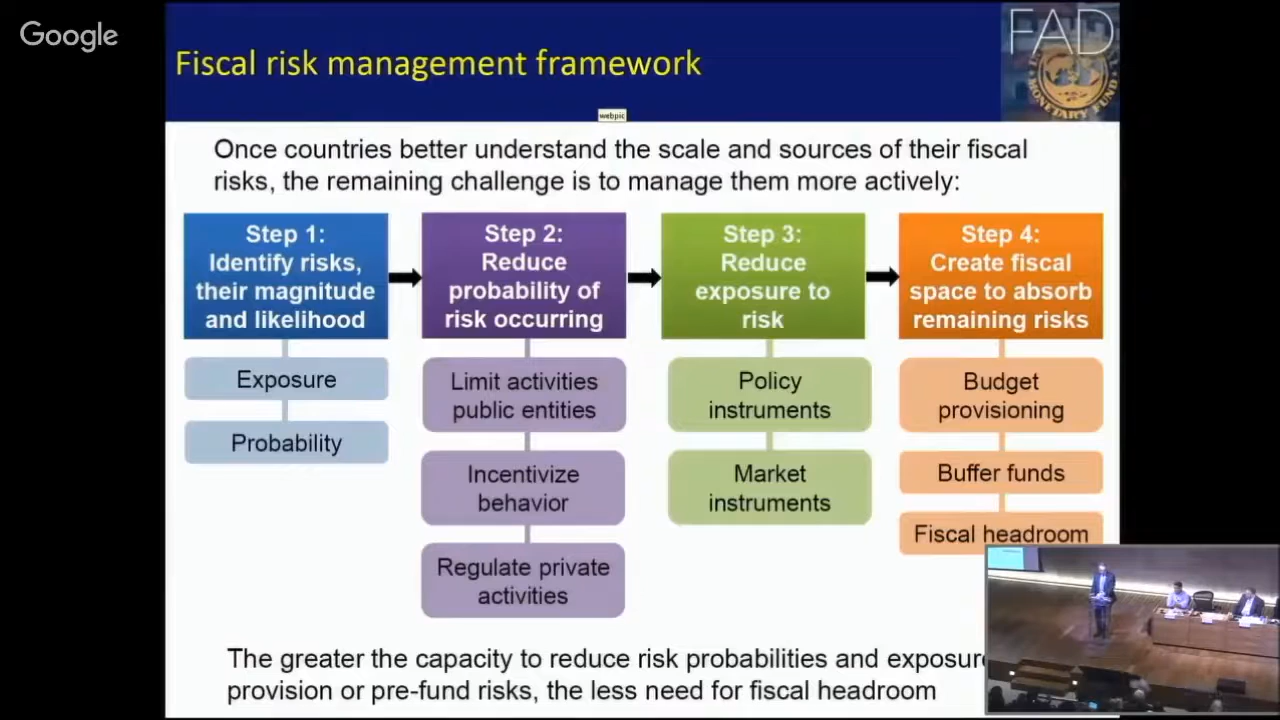 Google
FAD
Fiscal risk management framework
MONETARY FUND
webpic
Once countries better understand the scale and sources of their fiscal
risks, the remaining challenge is to manage them more actively:
Step 1:
Identify risks,
their magnitude
and likelihood
Exposure
Probability
Step 2:
Reduce
probability of
risk occurring
Limit activities
public entities
Incentivize
behavior
Regulate private
activities
Step 3:
Reduce
exposure to
risk
Policy
instruments
Market
instruments
Step 4:
Create fiscal
space to absorb
remaining risks
Budget
provisioning
Buffer funds
Fiscal headroom
The greater the capacity to reduce risk probabilities and exposur
provision or pre-fund risks, the less need for fiscal headroom